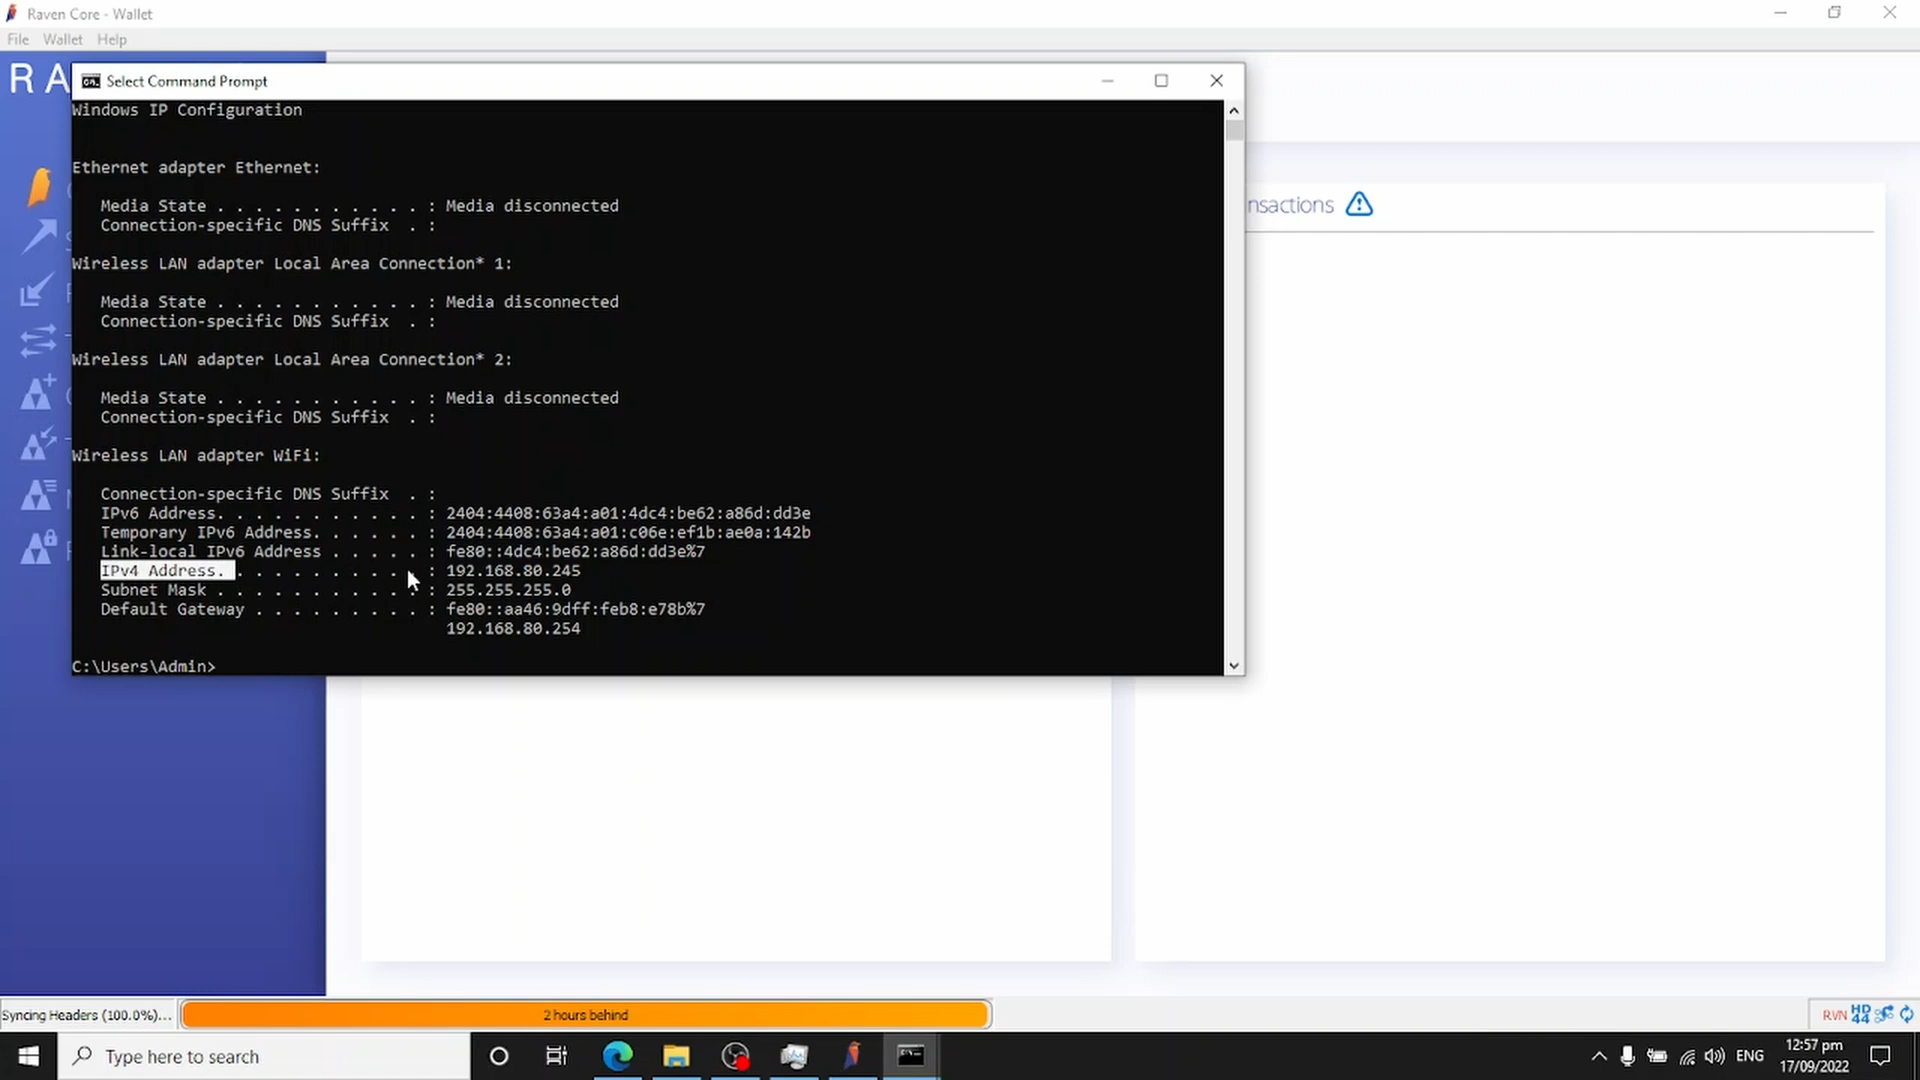 Raven Core - Wallet
File Wallet Help
R A
Select Command Prompt
Windows IP Configuration
Ethernet adapter Ethernet:
Media State . . . . . . . . . . . : Media disconnected
Connection-specific DNS Suffix  . :
Wireless LAN adapter Local Area Connection* 1:
Media State . . . . . . . . . . . : Media disconnected
Connection-specific DNS Suffix  . :
Wireless LAN adapter Local Area Connection* 2:
Media State . . . . . . . . . . . : Media disconnected
Connection-specific DNS Suffix  . :
Wireless LAN adapter WiFi:
Connection-specific DNS Suffix  . :
IPv6 Address. . . . . . . . . . . : 2404:4408:63a4:a01:4dc4:be62:a86d:dd3e
Temporary IPv6 Address. . . . . . : 2404:4408:63a4:a01:c06e:ef1b:ae0a:142b
Link-local IPv6 Address . . . . . : fe80::4dc4:be62:a86d:dd3e%7
IPv4 Address. . . . . . . . . . . : 192.168.80.245
Subnet Mask . . . . . . . . . . . : 255.255.255.0
Default Gateway . . . . . . . . . : fe80::aa46:9dff:feb8:e78b%7
192.168.80.254
C:\Users\Admin>
nsactions
Syncing Headers (100.0%)...
2 hours behind
RVN HD 44
Type here to search
ENG
12:57 pm
17/09/2022